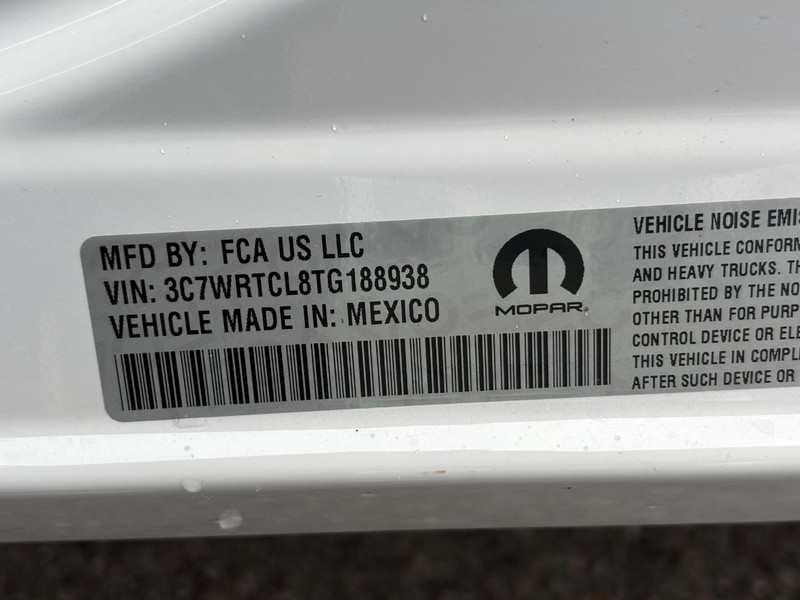 MFD BY: FCA US LLC
VIN: 3C7WRTCL8TG188938
VEHICLE MADE IN: MEXICO
MOPAR
VEHICLE NOISE EMIS
THIS VEHICLE CONFORM
AND HEAVY TRUCKS. TH
PROHIBITED BY THE NO
OTHER THAN FOR PURP
CONTROL DEVICE OR ELE
THIS VEHICLE IN COMPLI
AFTER SUCH DEVICE OR